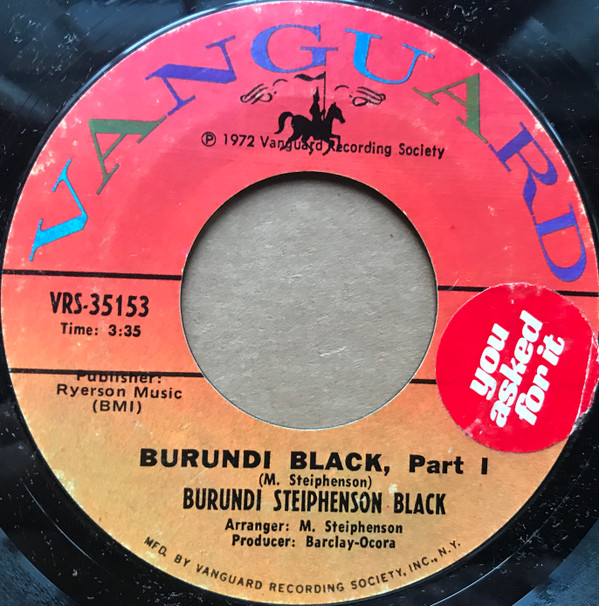 VANGUARD
℗ 1972 Vanguard Recording Society
VRS-35153
Time: 3:35
Publisher:
Ryerson Music
(BMI)
you
asked
for it
BURUNDI BLACK, Part I
(M. Steiphenson)
BURUNDI STEIPHENSON BLACK
Arranger: M. Steiphenson
Producer: Barclay-Ocora
MFD. BY VANGUARD RECORDING SOCIETY, INC., N.Y.